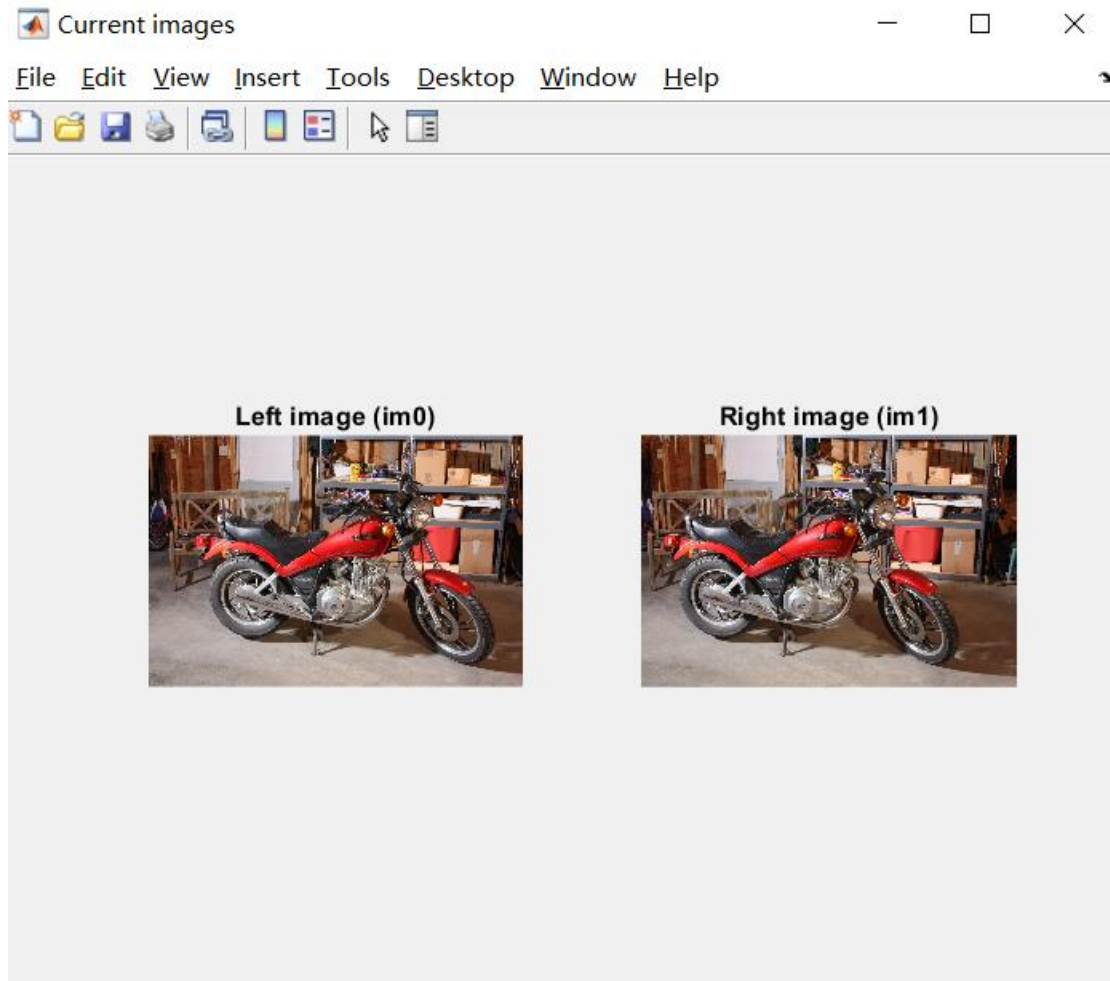 Current images
File Edit View Insert Tools Desktop Window Help
Left image (im0)
Right image (im1)